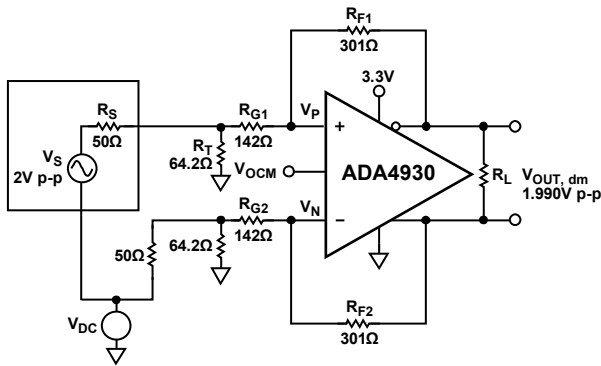 RF1
301Ω
3.3V
RS
50Ω
VS
2V p-p
RT
64.2Ω
RG1
142Ω
VP
+
VOCM
ADA4930
RL
VOUT, dm
1.990V p-p
RG2
142Ω
VN
–
50Ω
64.2Ω
VDC
RF2
301Ω